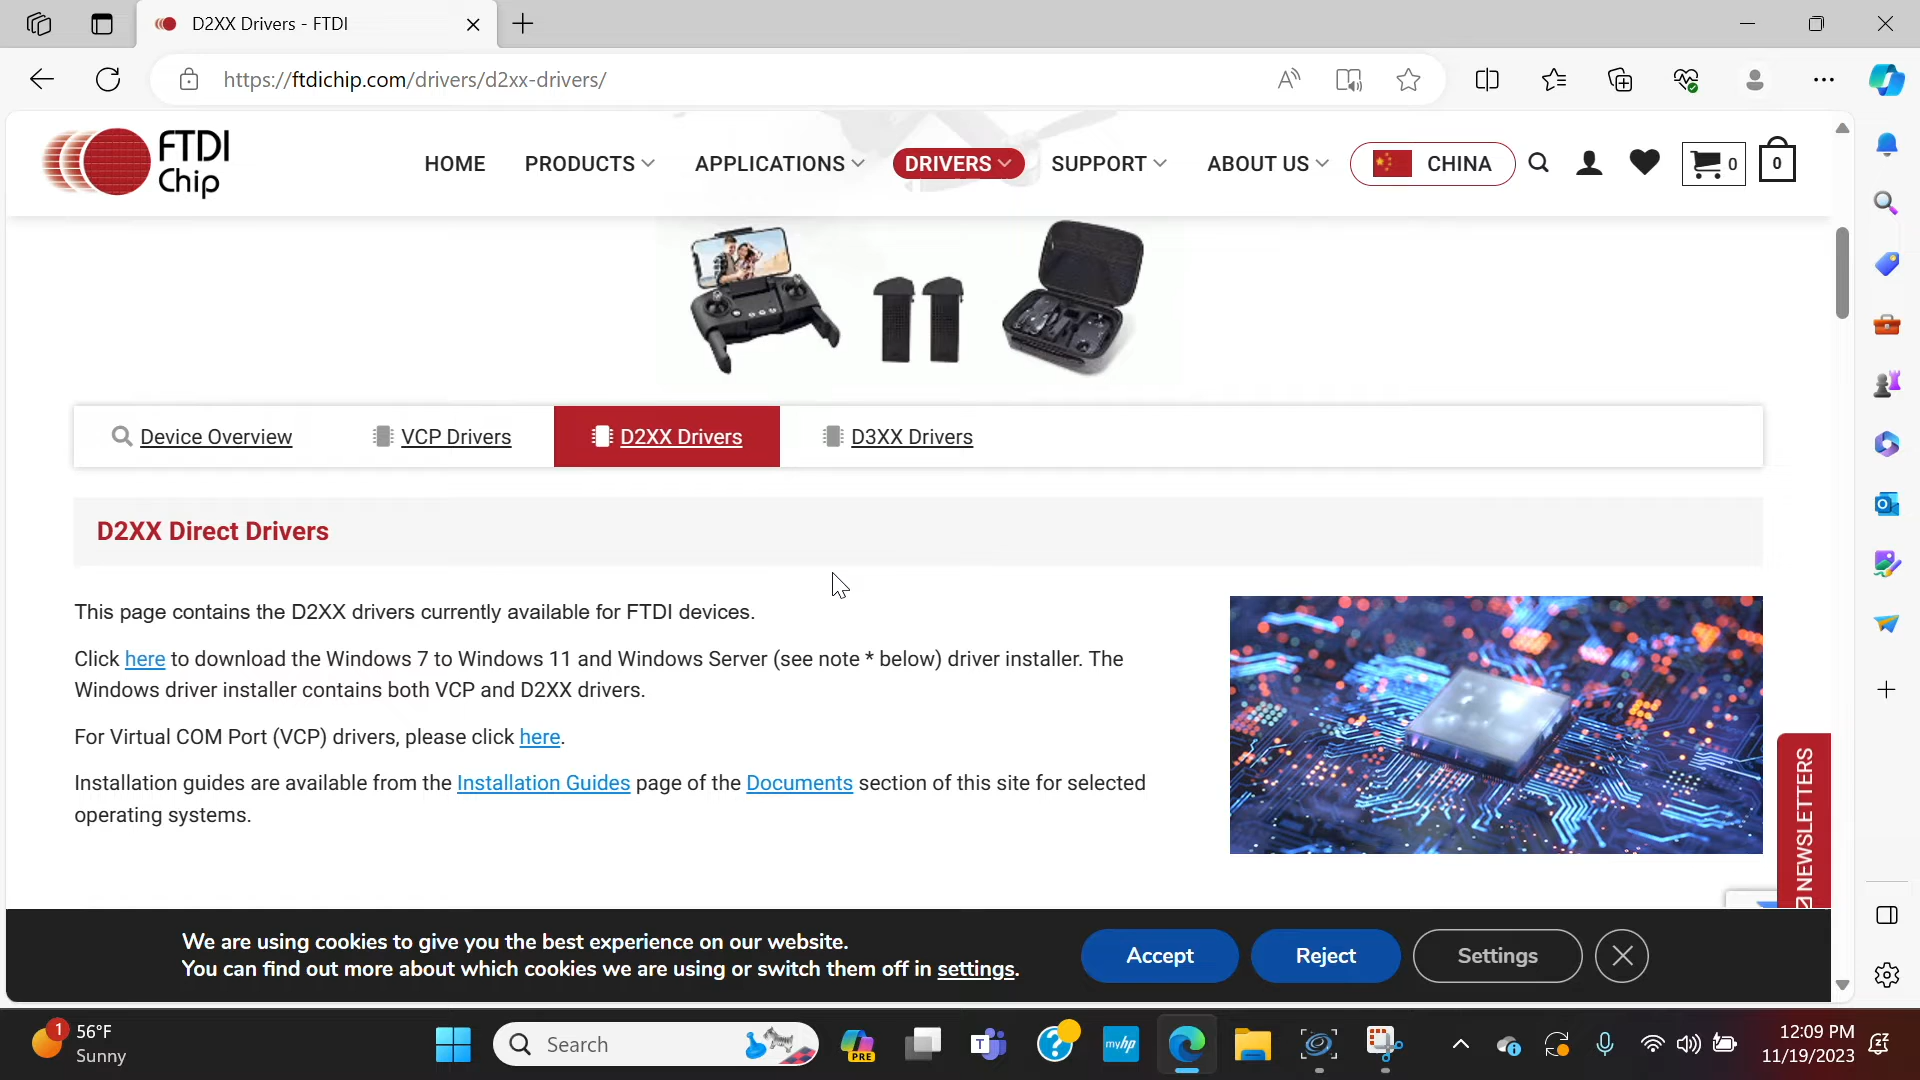 D2XX Drivers - FTDI
https://ftdichip.com/drivers/d2xx-drivers/
FTDI
Chip
HOME PRODUCTS APPLICATIONS DRIVERS SUPPORT ABOUT US CHINA 0 0
Device Overview VCP Drivers D2XX Drivers D3XX Drivers
D2XX Direct Drivers
This page contains the D2XX drivers currently available for FTDI devices.
Click here to download the Windows 7 to Windows 11 and Windows Server (see note * below) driver installer. The
Windows driver installer contains both VCP and D2XX drivers.
For Virtual COM Port (VCP) drivers, please click here.
Installation guides are available from the Installation Guides page of the Documents section of this site for selected
operating systems.
NEWSLETTERS
We are using cookies to give you the best experience on our website.
You can find out more about which cookies we are using or switch them off in settings.
Accept Reject Settings
1 56°F
Sunny
Search
PRE
myhp
12:09 PM
11/19/2023